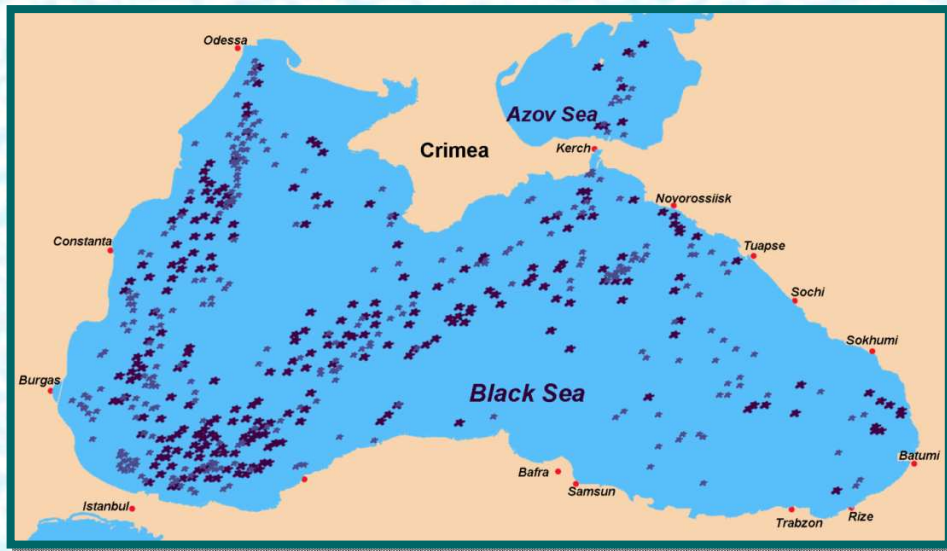 Odessa
Azov Sea
Crimea
Kerch
Novorossiisk
Constanta
Tuapse
Sochi
Sokhumi
Burgas
Black Sea
Batumi
Bafra
Samsun
Istanbul
Trabzon
Rize